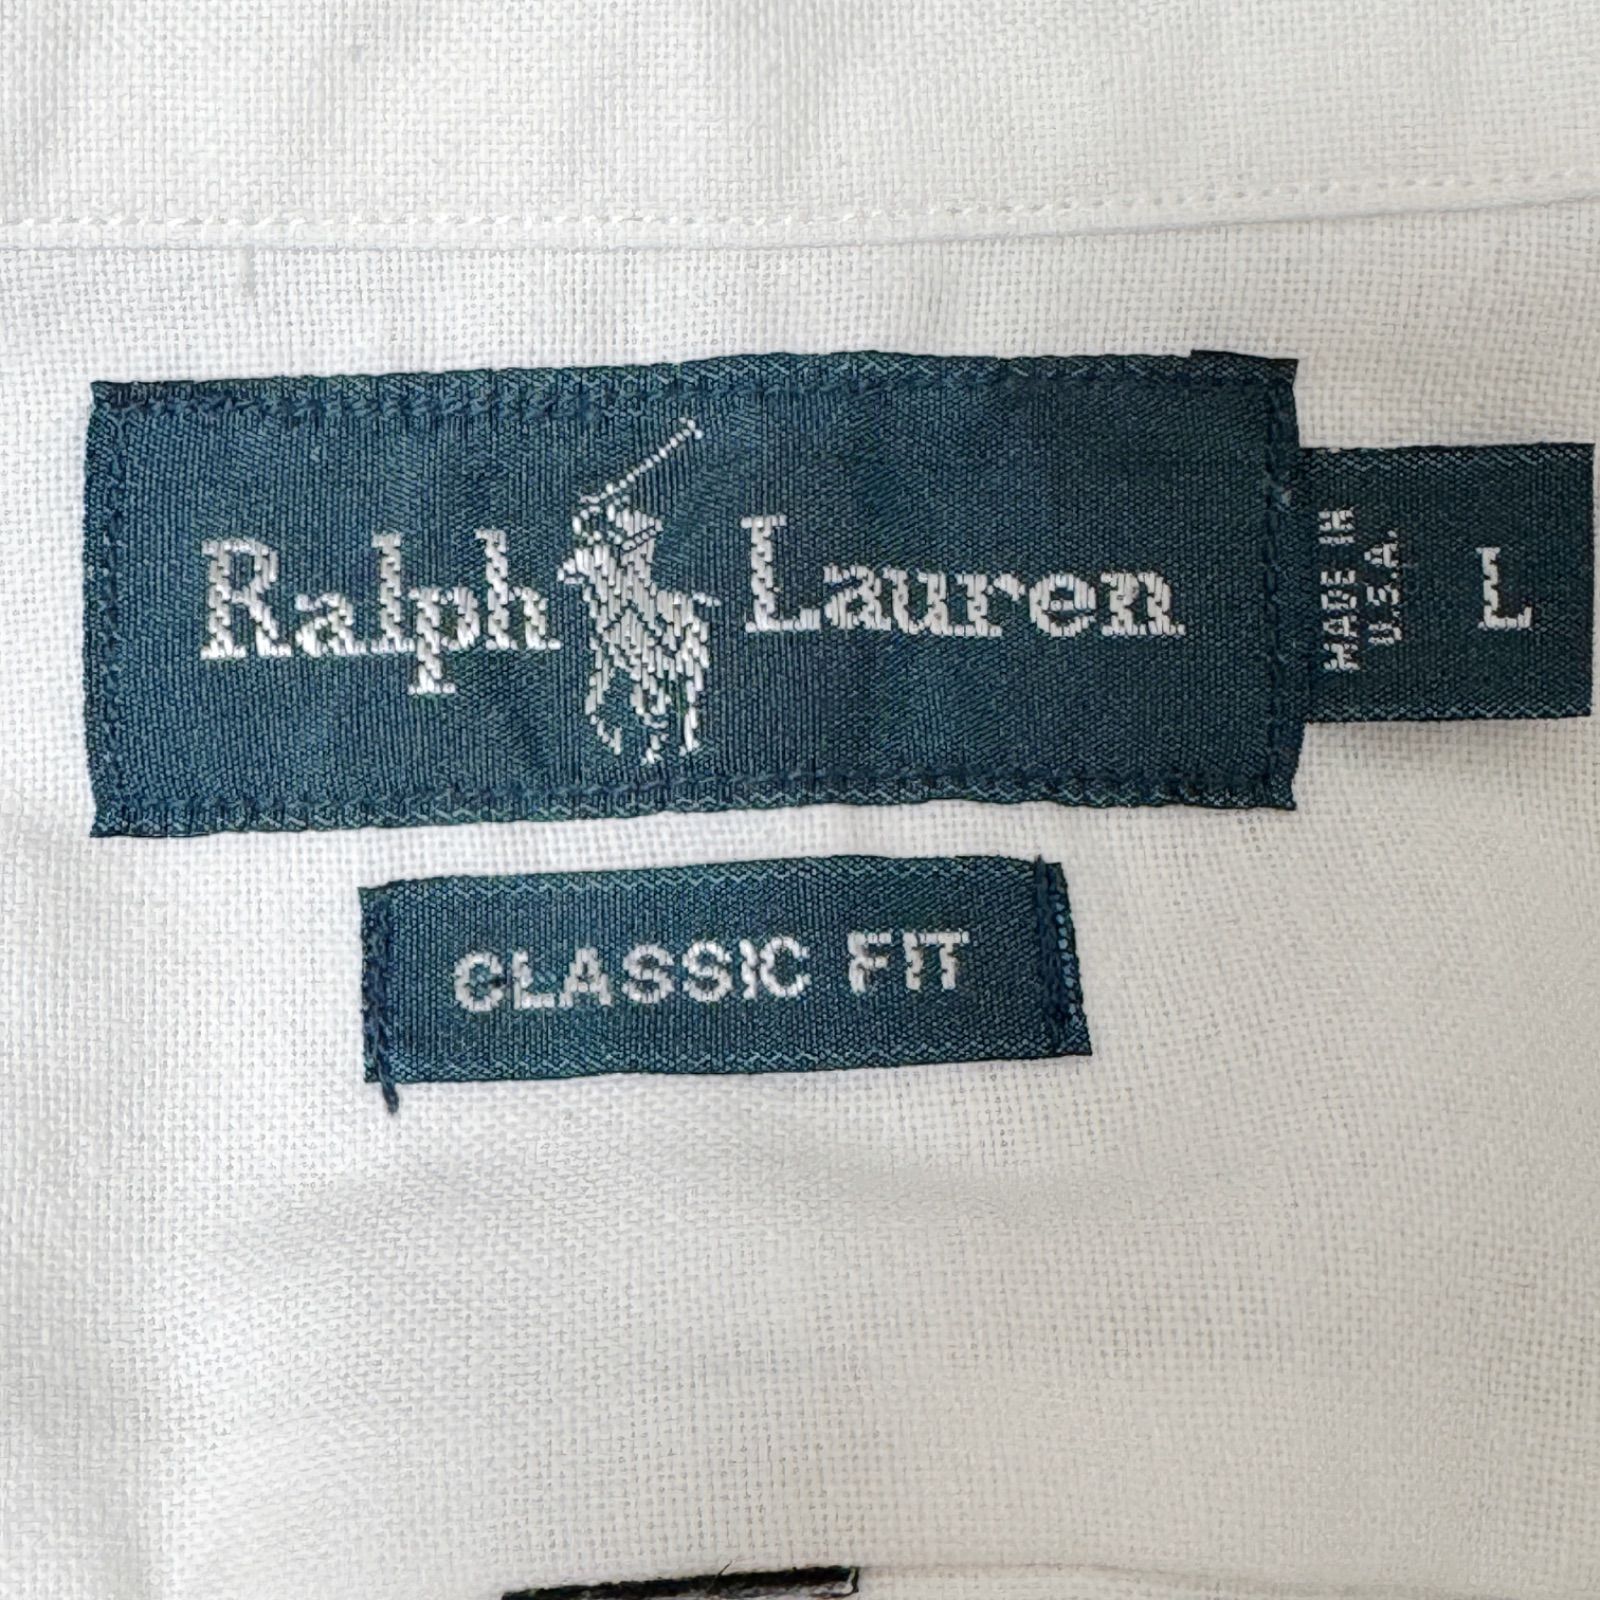 Ralph Lauren
MADE IN
U.S.A.
L
CLASSIC FIT